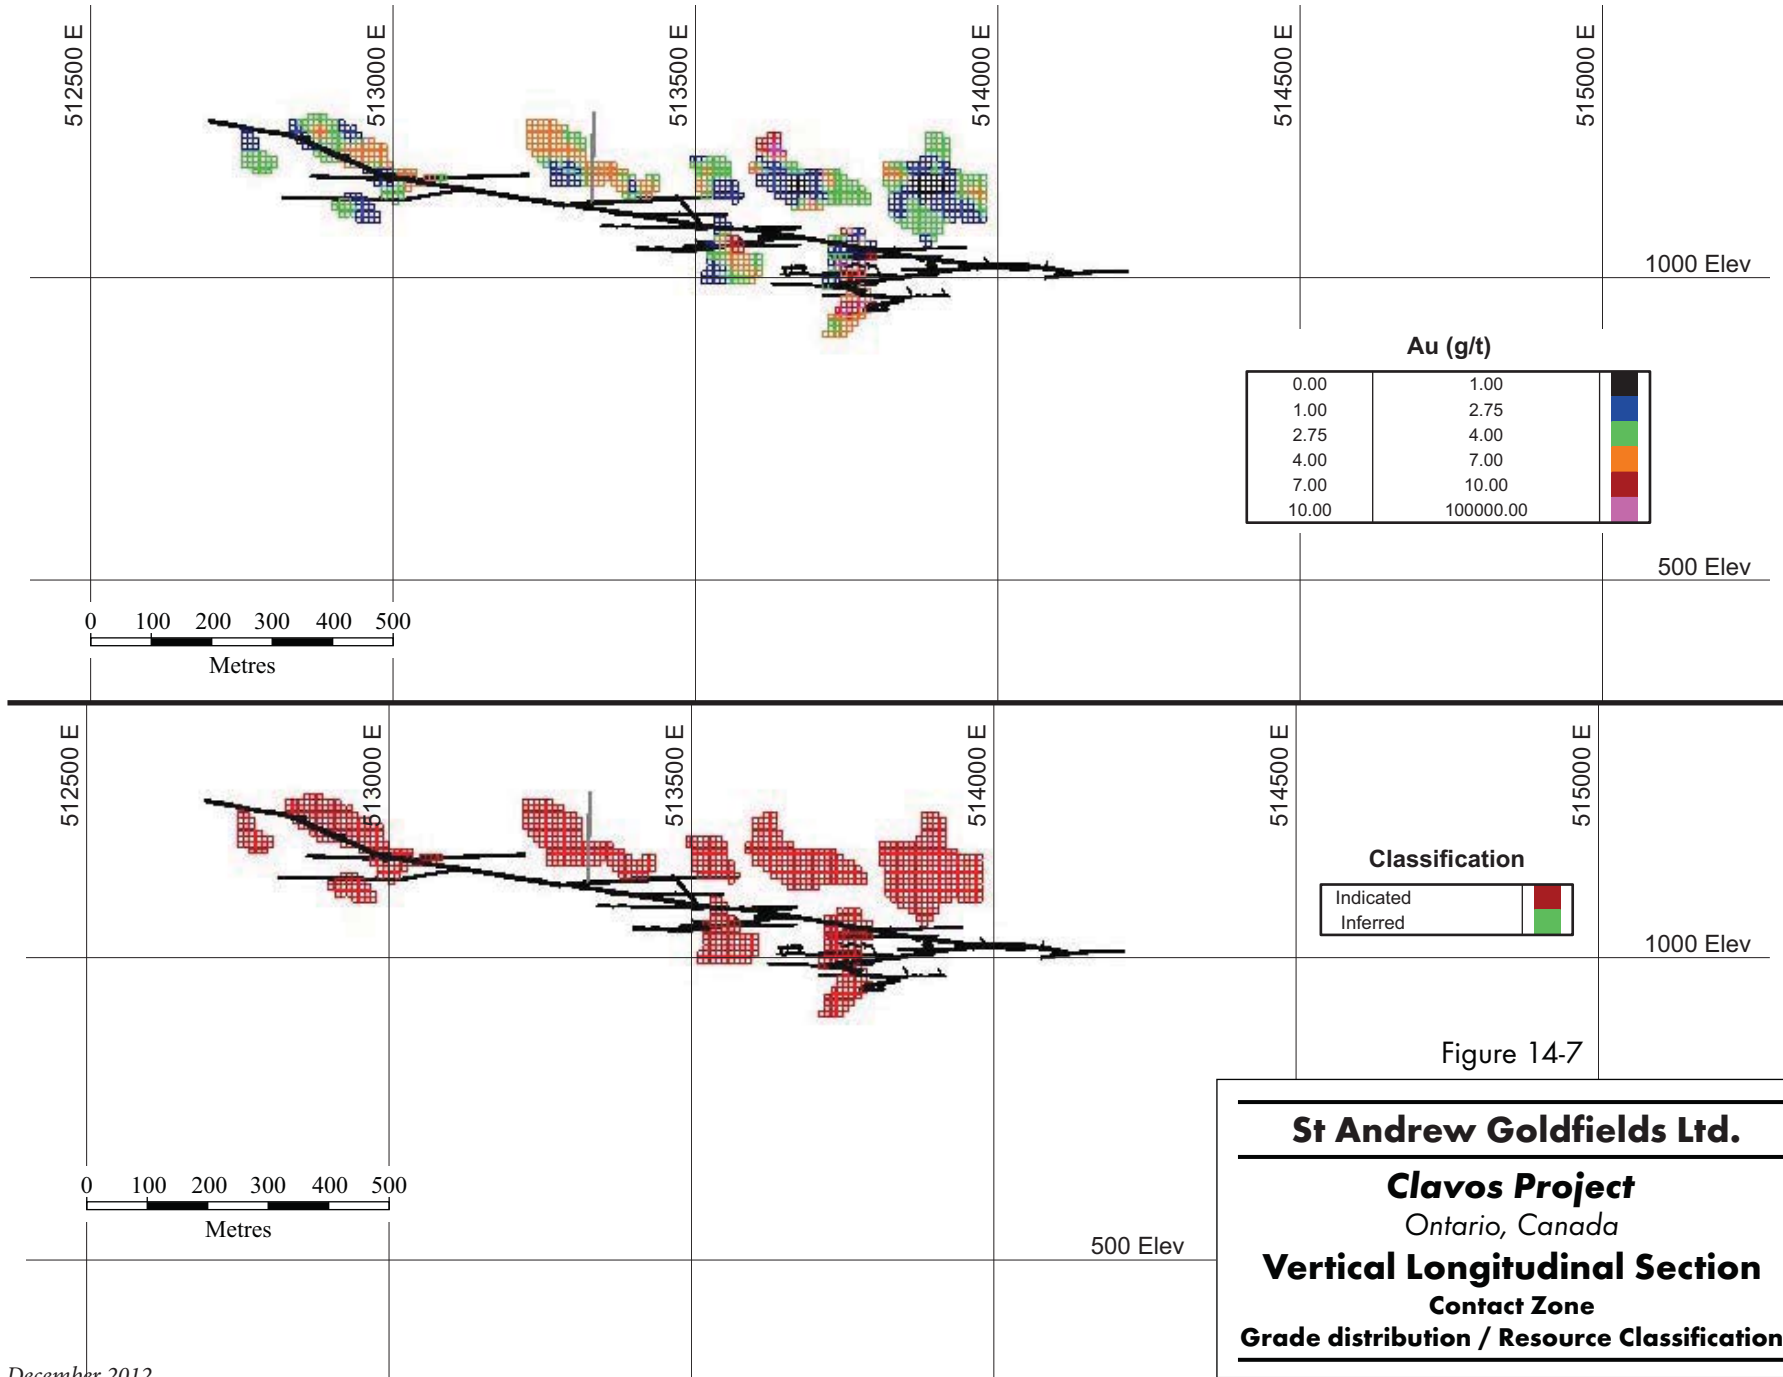 512500 E
513000 E
513500 E
514000 E
514500 E
515000 E
1000 Elev
Au (g/t)
0.00 1.00
1.00 2.75
2.75 4.00
4.00 7.00
7.00 10.00
10.00 100000.00
500 Elev
0 100 200 300 400 500
Metres
512500 E
513000 E
513500 E
514000 E
514500 E
515000 E
Classification
Indicated
Inferred
1000 Elev
Figure 14-7
0 100 200 300 400 500
Metres
500 Elev
St Andrew Goldfields Ltd.
Clavos Project
Ontario, Canada
Vertical Longitudinal Section
Contact Zone
Grade distribution / Resource Classification
December 2012